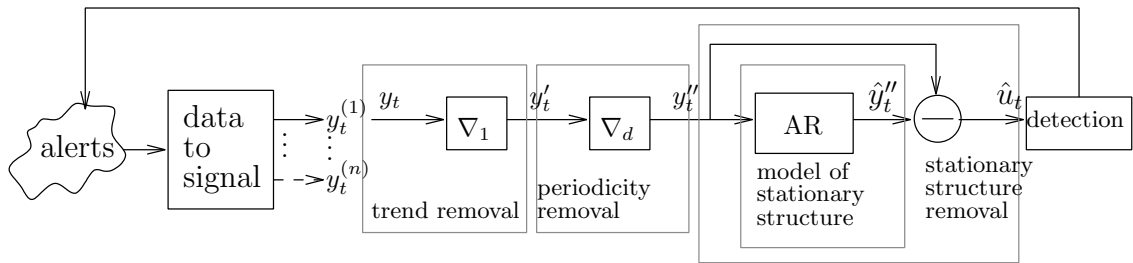 alerts
data
to
signal
y_t^{(1)}
⋮
⋮
y_t^{(n)}
y_t
∇_1
trend removal
y'_t
∇_d
periodicity
removal
y''_t
AR
model of
stationary
structure
ŷ''_t
—
stationary
structure
removal
û_t
detection